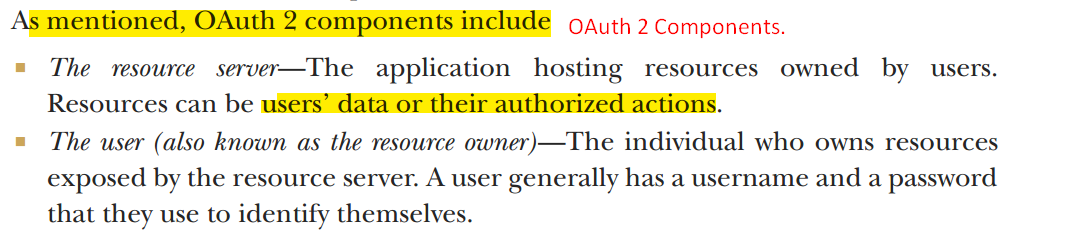 As mentioned, OAuth 2 components include OAuth 2 Components.
▪ The resource server—The application hosting resources owned by users.
Resources can be users’ data or their authorized actions.
▪ The user (also known as the resource owner)—The individual who owns resources
exposed by the resource server. A user generally has a username and a password
that they use to identify themselves.